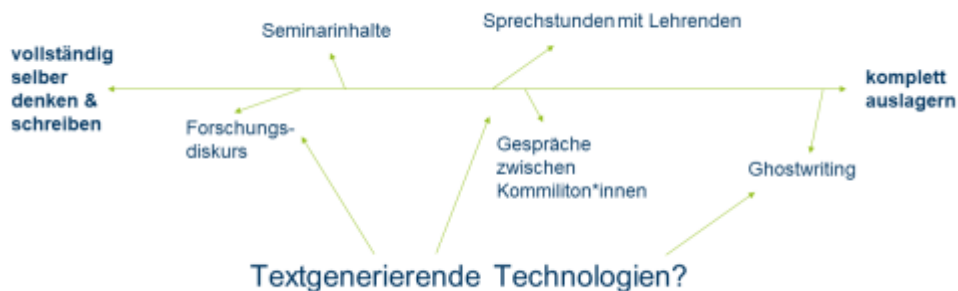 Seminarinhalte
Sprechstunden mit Lehrenden
vollständig
selber
denken &
schreiben
komplett
auslagern
Forschungs-
diskurs
Gespräche
zwischen
Kommiliton*innen
Ghostwriting
Textgenerierende Technologien?